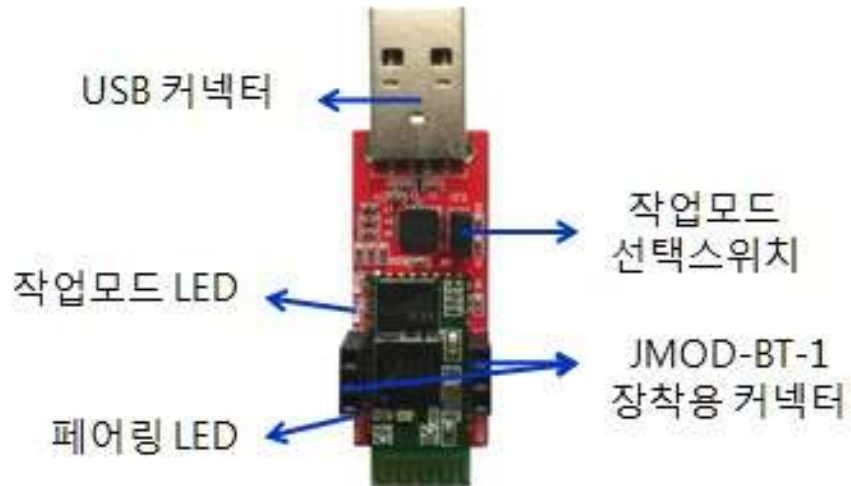 USB 커넥터
작업모드
선택스위치
작업모드 LED
JMOD-BT-1
장착용 커넥터
페어링 LED